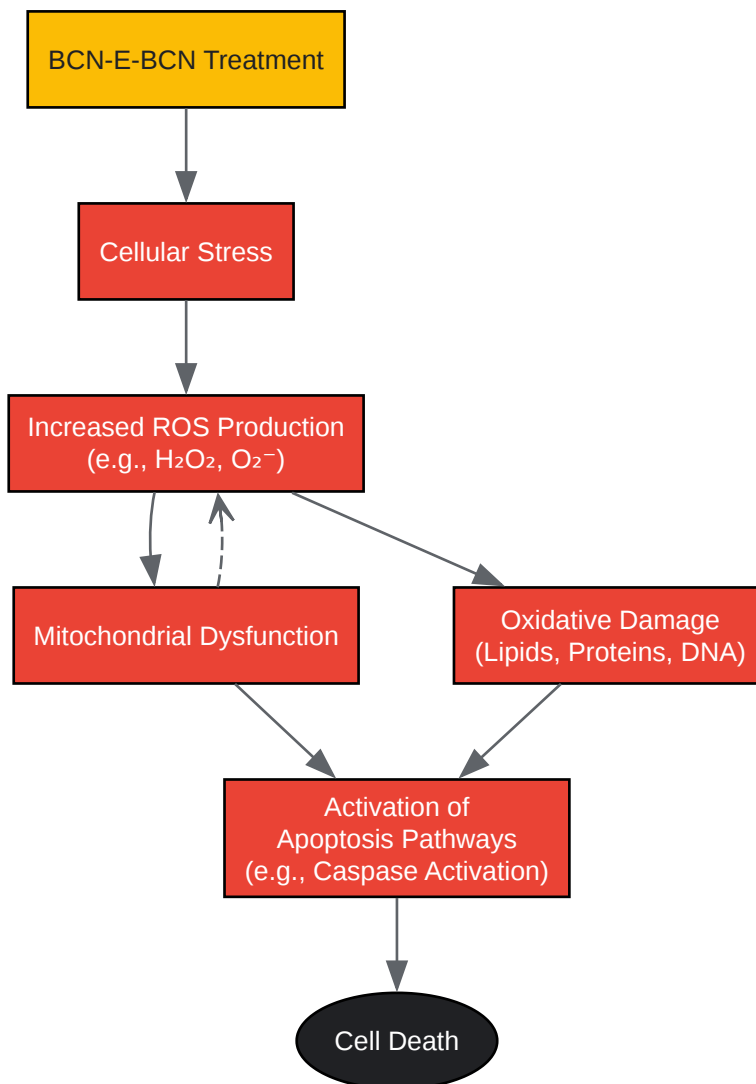 BCN-E-BCN Treatment
Cellular Stress
Increased ROS Production
(e.g., H₂O₂, O₂⁻)
Mitochondrial Dysfunction
Oxidative Damage
(Lipids, Proteins, DNA)
Activation of
Apoptosis Pathways
(e.g., Caspase Activation)
Cell Death